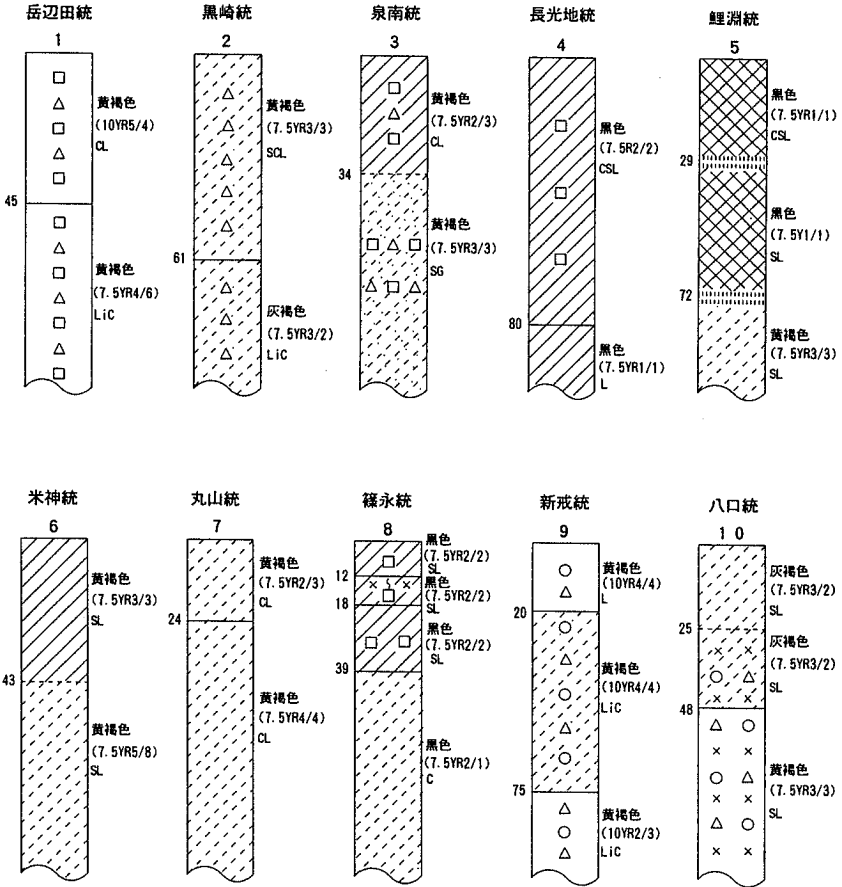 岳辺田統
1
黄褐色
(10YR5/4)
CL
45
黄褐色
(7.5YR4/6)
LiC
黒崎統
2
黄褐色
(7.5YR3/3)
SCL
61
灰褐色
(7.5YR3/2)
LiC
泉南統
3
黄褐色
(7.5YR2/3)
CL
34
黄褐色
(7.5YR3/3)
SG
長光地統
4
黒色
(7.5R2/2)
CSL
80
黒色
(7.5YR1/1)
L
鯉淵統
5
黒色
(7.5YR1/1)
CSL
29
黒色
(7.5Y1/1)
SL
72
黄褐色
(7.5YR3/3)
SL
米神統
6
黄褐色
(7.5YR3/3)
SL
43
黄褐色
(7.5YR5/8)
SL
丸山統
7
黄褐色
(7.5YR2/3)
CL
24
黄褐色
(7.5YR4/4)
CL
篠永統
8
黒色
(7.5YR2/2)
SL
12
黒色
(7.5YR2/2)
SL
18
黒色
(7.5YR2/2)
SL
39
黒色
(7.5YR2/1)
C
新戒統
9
黄褐色
(10YR4/4)
L
20
黄褐色
(10YR4/4)
LiC
75
黄褐色
(10YR2/3)
LiC
八口統
10
灰褐色
(7.5YR3/2)
SL
25
灰褐色
(7.5YR3/2)
SL
48
黄褐色
(7.5YR3/3)
SL